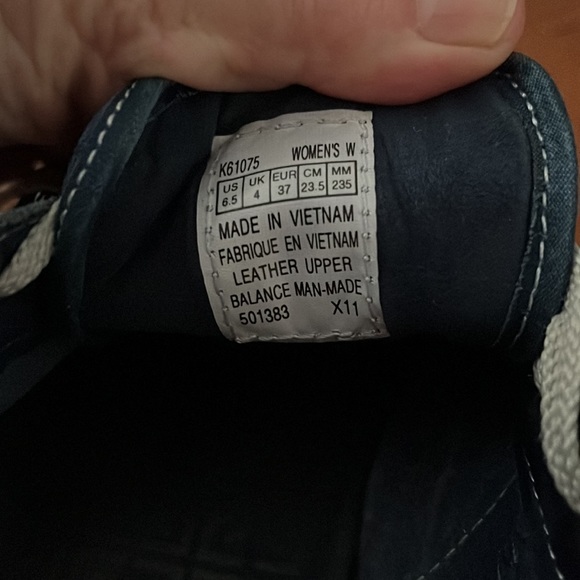 K61075 WOMEN'S W
US UK EUR CM MM
6.5 4 37 23.5 235
MADE IN VIETNAM
FABRIQUE EN VIETNAM
LEATHER UPPER
BALANCE MAN-MADE
501383 X11